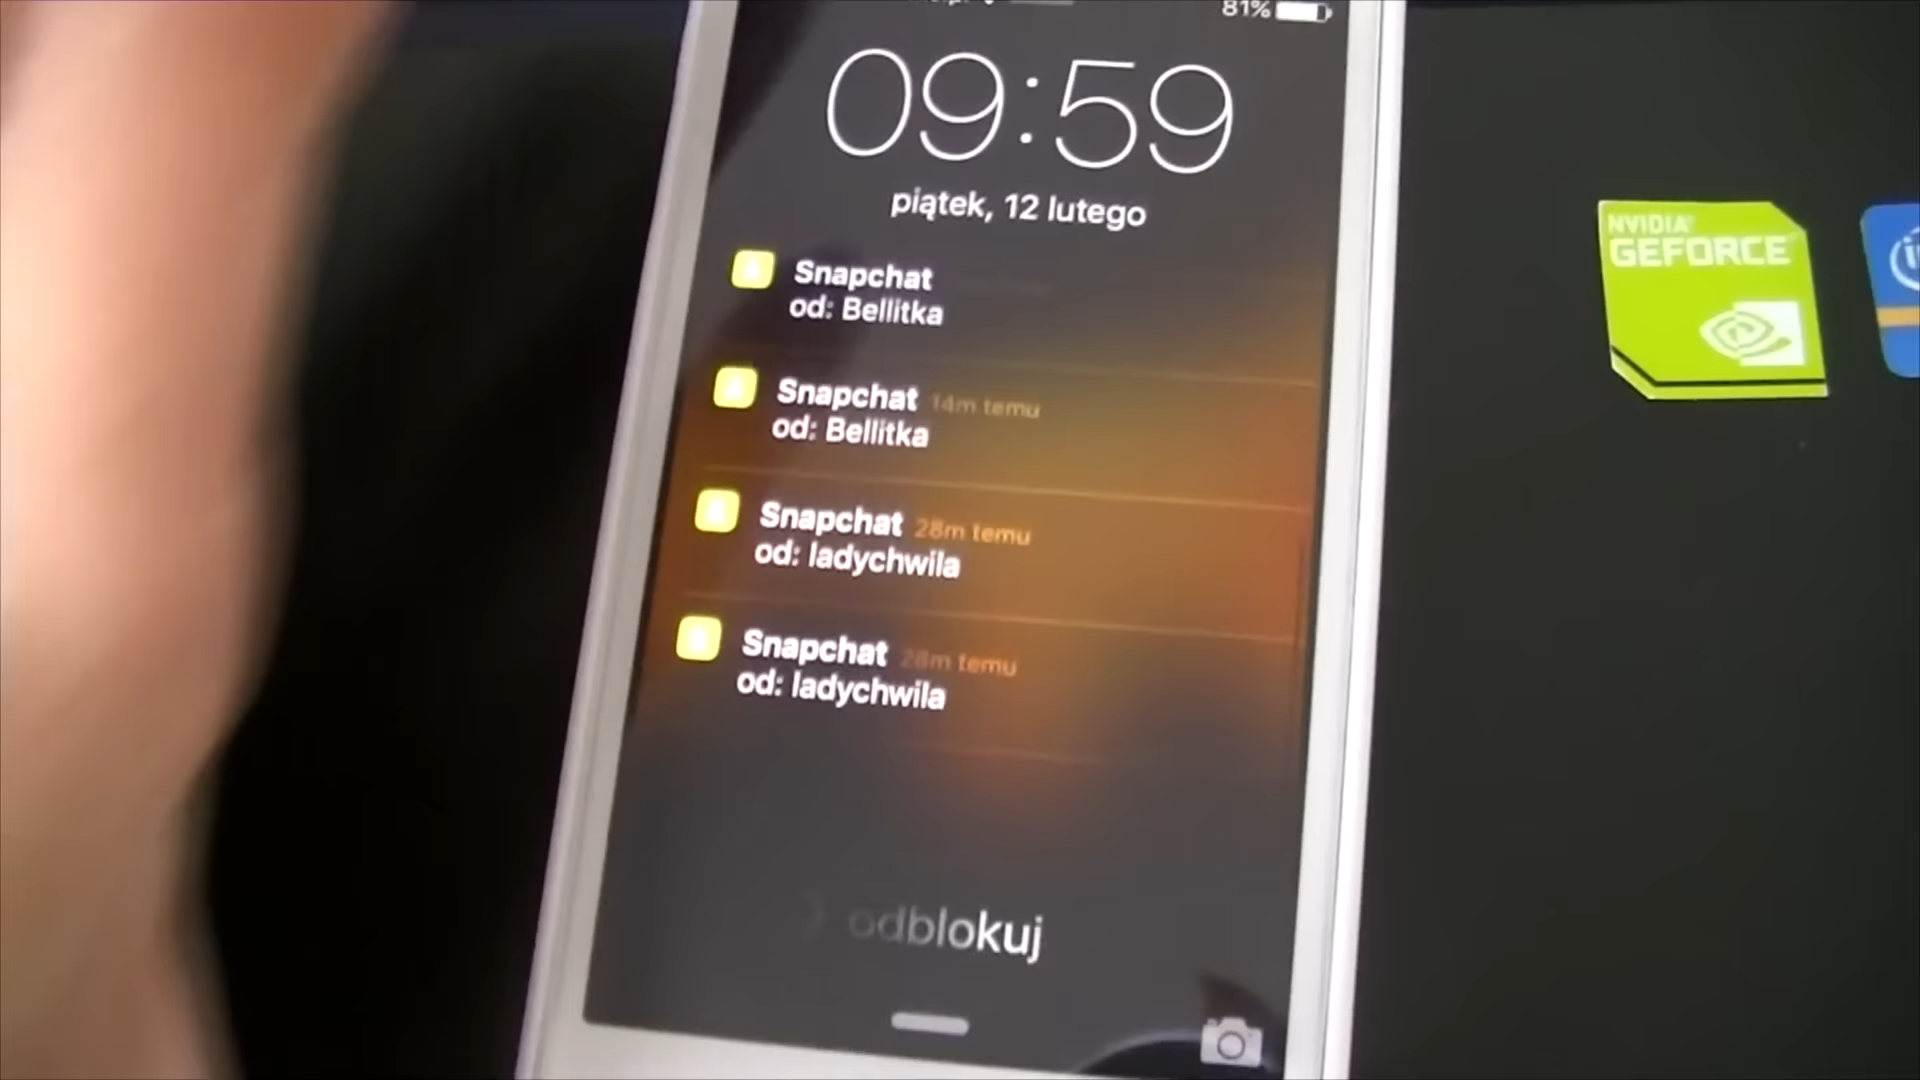 81%
09:59
piątek, 12 lutego
Snapchat
od: Bellitka
Snapchat 14m temu
od: Bellitka
Snapchat 28m temu
od: ladychwila
Snapchat 28m temu
od: ladychwila
odblokuj
NVIDIA
GEFORCE